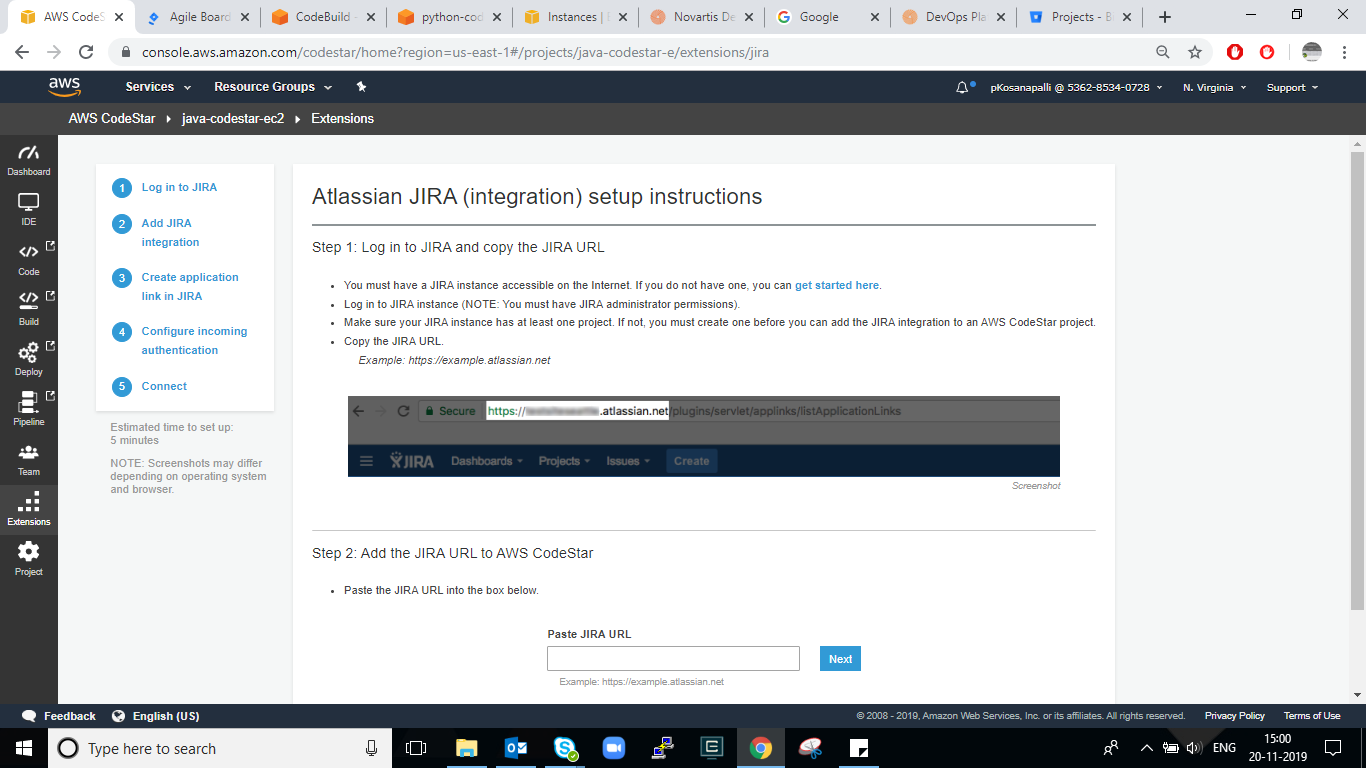 AWS CodeS
Agile Board
CodeBuild -
python-cod
Instances | E
Novartis De
Google
DevOps Pla
Projects - B
console.aws.amazon.com/codestar/home?region=us-east-1#/projects/java-codestar-e/extensions/jira
aws
Services
Resource Groups
pKosanapalli @ 5362-8534-0728
N. Virginia
Support
AWS CodeStar
java-codestar-ec2
Extensions
Dashboard
IDE
Code
Build
Deploy
Pipeline
Team
Extensions
Project
1 Log in to JIRA
2 Add JIRA
integration
3 Create application
link in JIRA
4 Configure incoming
authentication
5 Connect
Estimated time to set up:
5 minutes
NOTE: Screenshots may differ
depending on operating system
and browser.
Atlassian JIRA (integration) setup instructions
Step 1: Log in to JIRA and copy the JIRA URL
• You must have a JIRA instance accessible on the Internet. If you do not have one, you can get started here.
• Log in to JIRA instance (NOTE: You must have JIRA administrator permissions).
• Make sure your JIRA instance has at least one project. If not, you must create one before you can add the JIRA integration to an AWS CodeStar project.
• Copy the JIRA URL.
Example: https://example.atlassian.net
Secure https:// .atlassian.net/plugins/servlet/applinks/listApplicationLinks
JIRA Dashboards Projects Issues Create
Screenshot
Step 2: Add the JIRA URL to AWS CodeStar
• Paste the JIRA URL into the box below.
Paste JIRA URL
Next
Example: https://example.atlassian.net
Feedback
English (US)
© 2008 - 2019, Amazon Web Services, Inc. or its affiliates. All rights reserved.
Privacy Policy
Terms of Use
Type here to search
ENG
15:00
20-11-2019